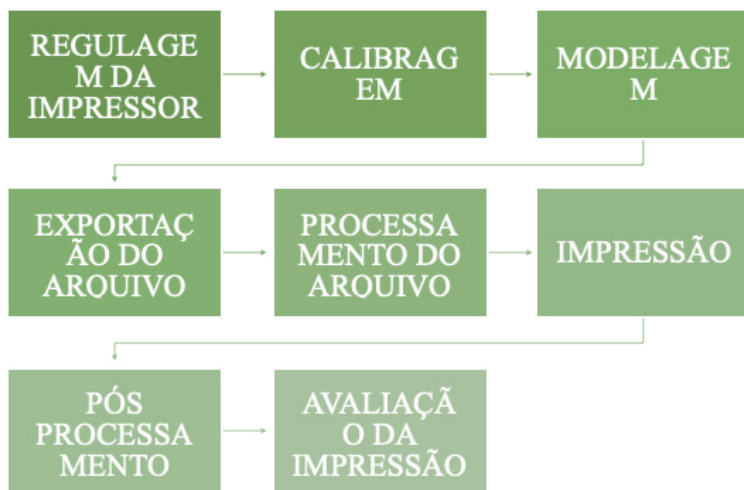 REGULAGE
M DA
IMPRESSOR
CALIBRAG
EM
MODELAGE
M
EXPORTAÇ
ÃO DO
ARQUIVO
PROCESSA
MENTO DO
ARQUIVO
IMPRESSÃO
PÓS
PROCESSA
MENTO
AVALIAÇÃ
O DA
IMPRESSÃO